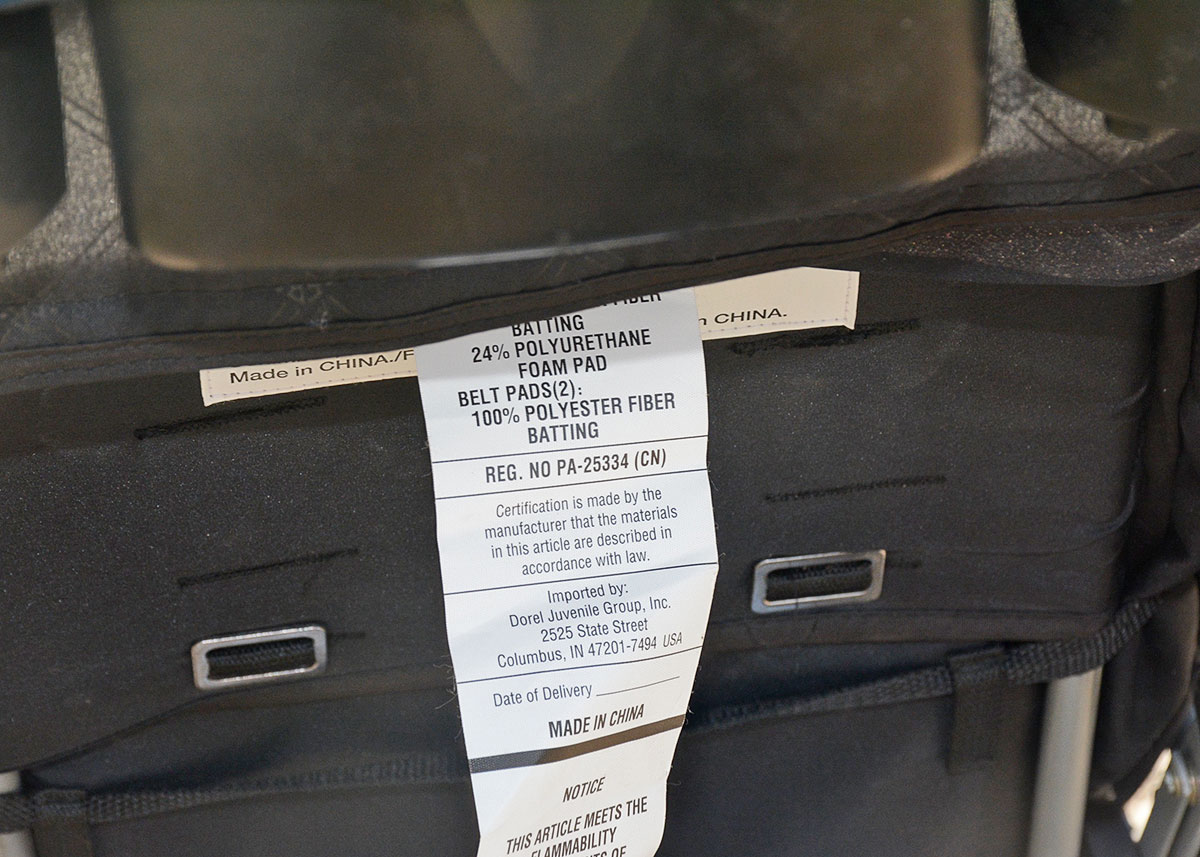 FIBER
BATTING
24% POLYURETHANE
FOAM PAD
BELT PADS(2):
100% POLYESTER FIBER
BATTING
REG. NO PA-25334 (CN)
Certification is made by the
manufacturer that the materials
in this article are described in
accordance with law.
Imported by:
Dorel Juvenile Group, Inc.
2525 State Street
Columbus, IN 47201-7494 USA
Date of Delivery
MADE IN CHINA
NOTICE
THIS ARTICLE MEETS THE
FLAMMABILITY
OF
Made in CHINA./F
n CHINA.